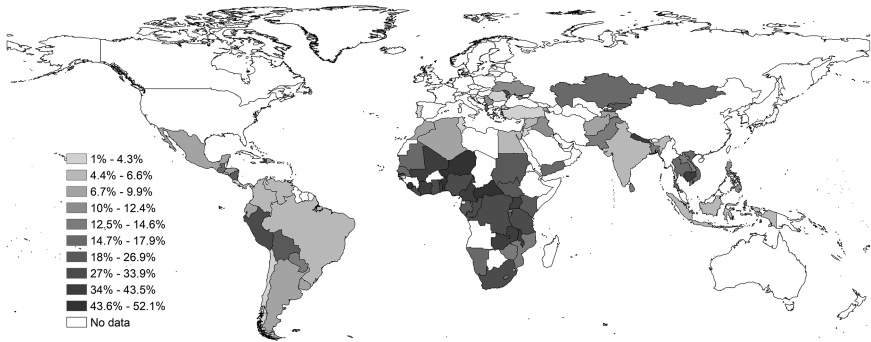 1% - 4.3%
4.4% - 6.6%
6.7% - 9.9%
10% - 12.4%
12,5% - 14.6%
14.7% - 17.9%
18% - 26.9%
27% - 33.9%
34% - 43.5%
43.6% - 52.1%
No data